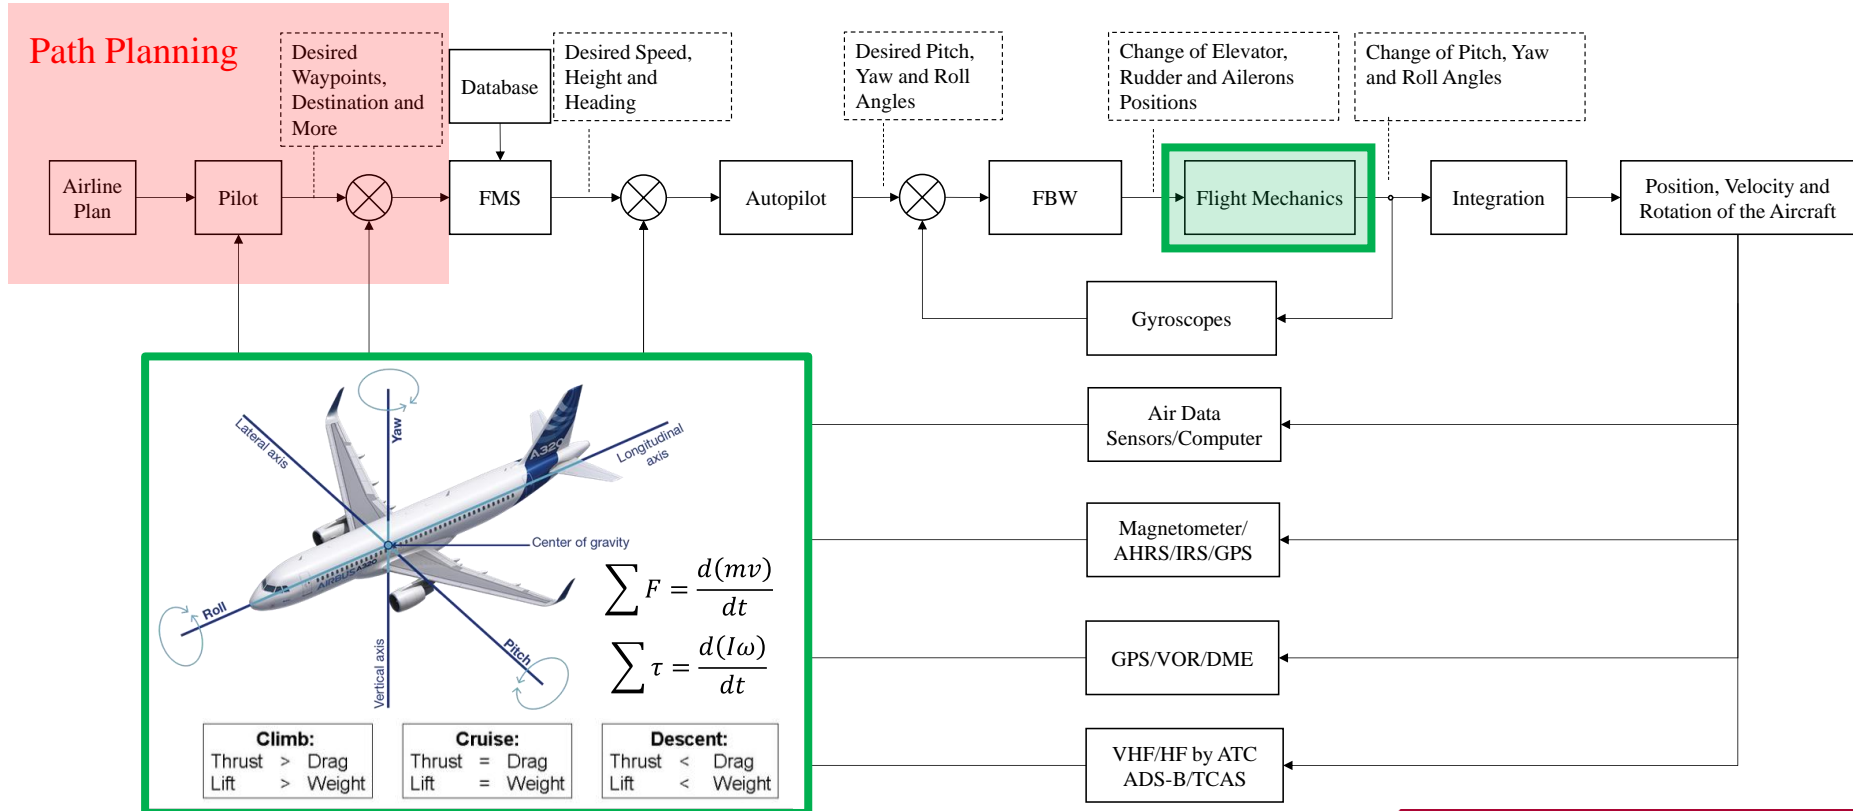 Path Planning
Desired
Waypoints,
Destination and
More
Database
Desired Speed,
Height and
Heading
Desired Pitch,
Yaw and Roll
Angles
Change of Elevator,
Rudder and Ailerons
Positions
Change of Pitch, Yaw
and Roll Angles
Airline
Plan
Pilot
FMS
Autopilot
FBW
Flight Mechanics
Integration
Position, Velocity and
Rotation of the Aircraft
Gyroscopes
Air Data
Sensors/Computer
Magnetometer/
AHRS/IRS/GPS
GPS/VOR/DME
VHF/HF by ATC
ADS-B/TCAS
Yaw
Lateral axis
Longitudinal
axis
A320
Center of gravity
AIRBUS A320
Roll
Pitch
Vertical axis
∑ F = d(mv)/dt
∑ τ = d(Iω)/dt
Climb:
Thrust > Drag
Lift > Weight
Cruise:
Thrust = Drag
Lift = Weight
Descent:
Thrust < Drag
Lift < Weight